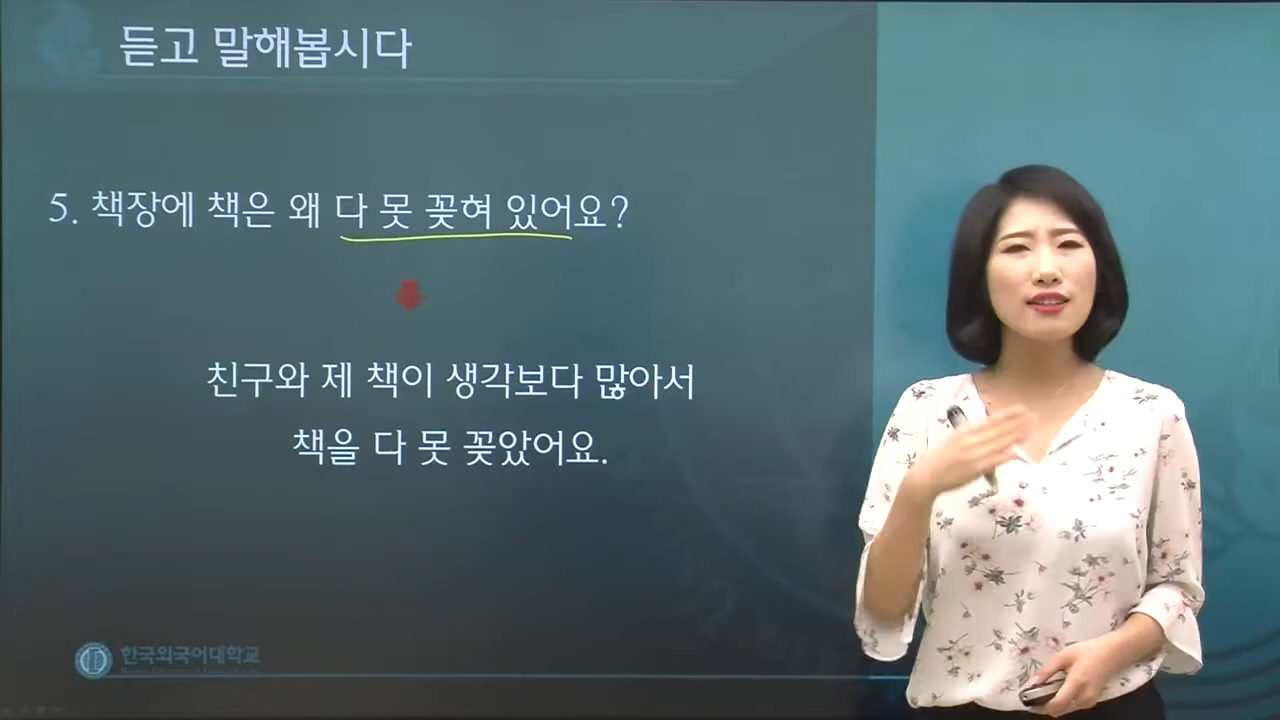 듣고 말해봅시다
5. 책장에 책은 왜 다 못 꽂혀 있어요?
친구와 제 책이 생각보다 많아서
책을 다 못 꽂았어요.
한국외국어대학교